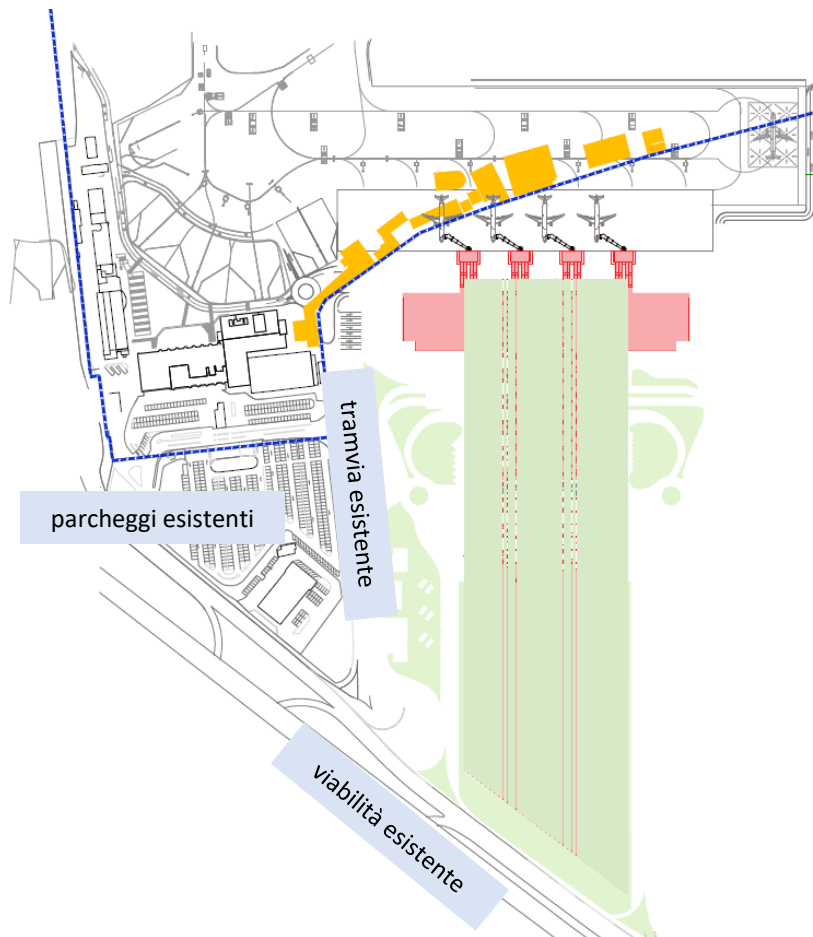 tramvia esistente
parcheggi esistenti
viabilità esistente